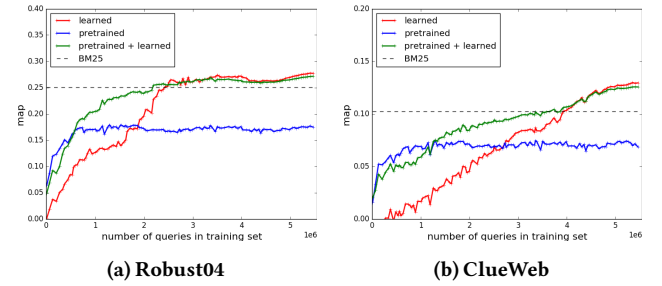 learned
pretrained
pretrained + learned
BM25
0.40
0.35
0.30
0.25
0.20
0.15
0.10
0.05
0.00
map
0
1
2
3
4
5
1e6
number of queries in training set
(a) Robust04
learned
pretrained
pretrained + learned
BM25
0.20
0.15
0.10
0.05
0.00
map
0
1
2
3
4
5
1e6
number of queries in training set
(b) ClueWeb